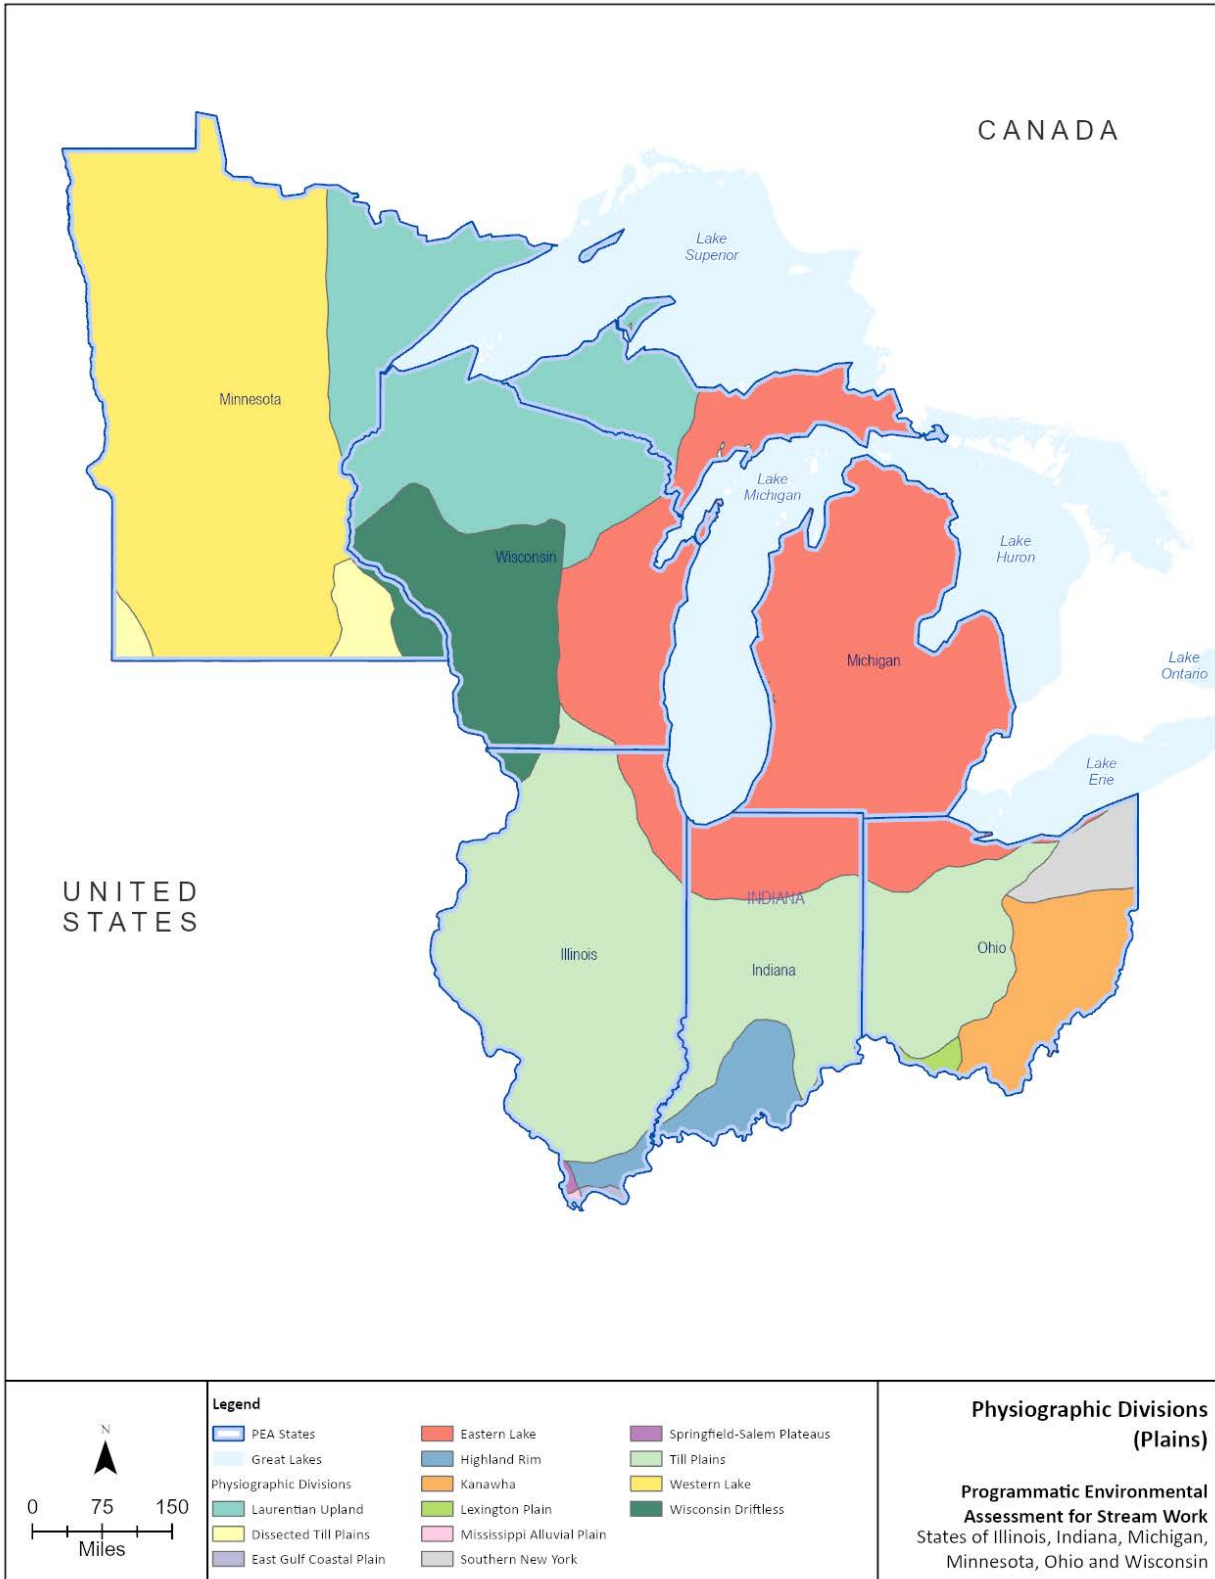 CANADA
Lake
Superior
Minnesota
Lake
Michigan
Lake
Huron
Wisconsin
Michigan
Lake
Ontario
Lake
Erie
UNITED
STATES
INDIANA
Illinois
Indiana
Ohio
N
0 75 150
Miles
Legend
PEA States
Great Lakes
Physiographic Divisions
Laurentian Upland
Dissected Till Plains
East Gulf Coastal Plain
Eastern Lake
Highland Rim
Kanawha
Lexington Plain
Mississippi Alluvial Plain
Southern New York
Springfield-Salem Plateaus
Till Plains
Western Lake
Wisconsin Driftless
Physiographic Divisions
(Plains)
Programmatic Environmental
Assessment for Stream Work
States of Illinois, Indiana, Michigan,
Minnesota, Ohio and Wisconsin